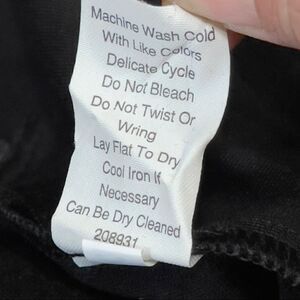 Machine Wash Cold
With Like Colors
Delicate Cycle
Do Not Bleach
Do Not Twist Or
Wring
Lay Flat To Dry
Cool Iron If
Necessary
Can Be Dry Cleaned
208931